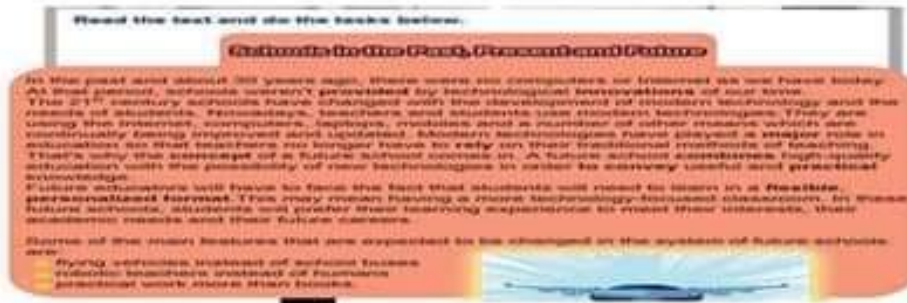 Read the text and do the tasks below.
Schools in the Past, Present and Future
In the past and about 30 years ago, there were no computers or Internet as we have today.
At that period, schools weren't provided by technological innovations of our time.
The 21st century schools have changed with the development of modern technology and the
needs of students. Nowadays, teachers and students use modern technologies. They are
using the Internet, computers, laptops, mobiles and a number of other means which are
continually being improved and updated. Modern technologies have played a major role in
education so that teachers no longer have to rely on their traditional methods of teaching.
That's why the concept of a future school comes in. A future school combines high quality
education with the possibility of new technologies in order to convey useful and practical
knowledge.
Future educators will have to face the fact that students will need to learn in a flexible,
personalized format. This may mean having a more technology-focused classroom. In these
future schools, students will prefer their learning experience to meet their interests, their
academic needs and their future careers.
Some of the main features that are expected to be changed in the system of future schools
are:
flying vehicles instead of school buses
robotic teachers instead of humans
practical work more than books.